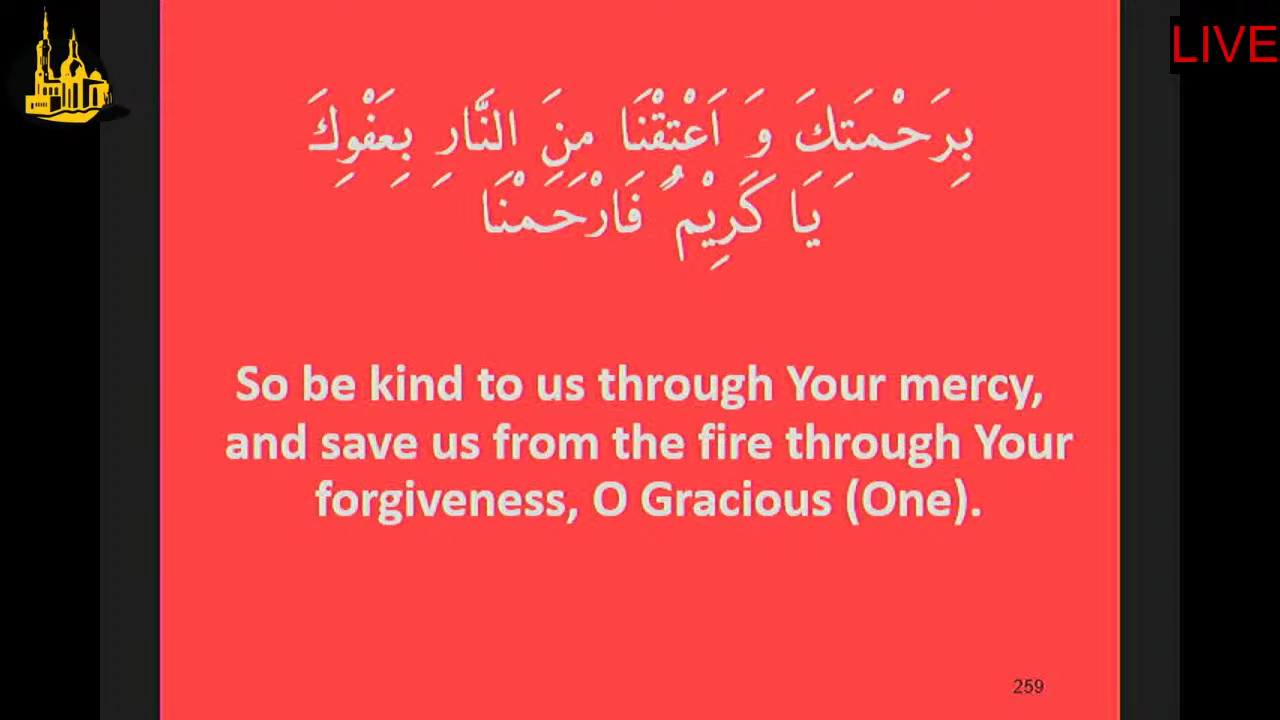 LIVE
بِرَحْمَتِكَ وَ اَعْتِقْنَا مِنَ النَّارِ بِعَفْوِكَ
يَا كَرِيْمُ فَارْحَمْنَا
So be kind to us through Your mercy,
and save us from the fire through Your
forgiveness, O Gracious (One).
259